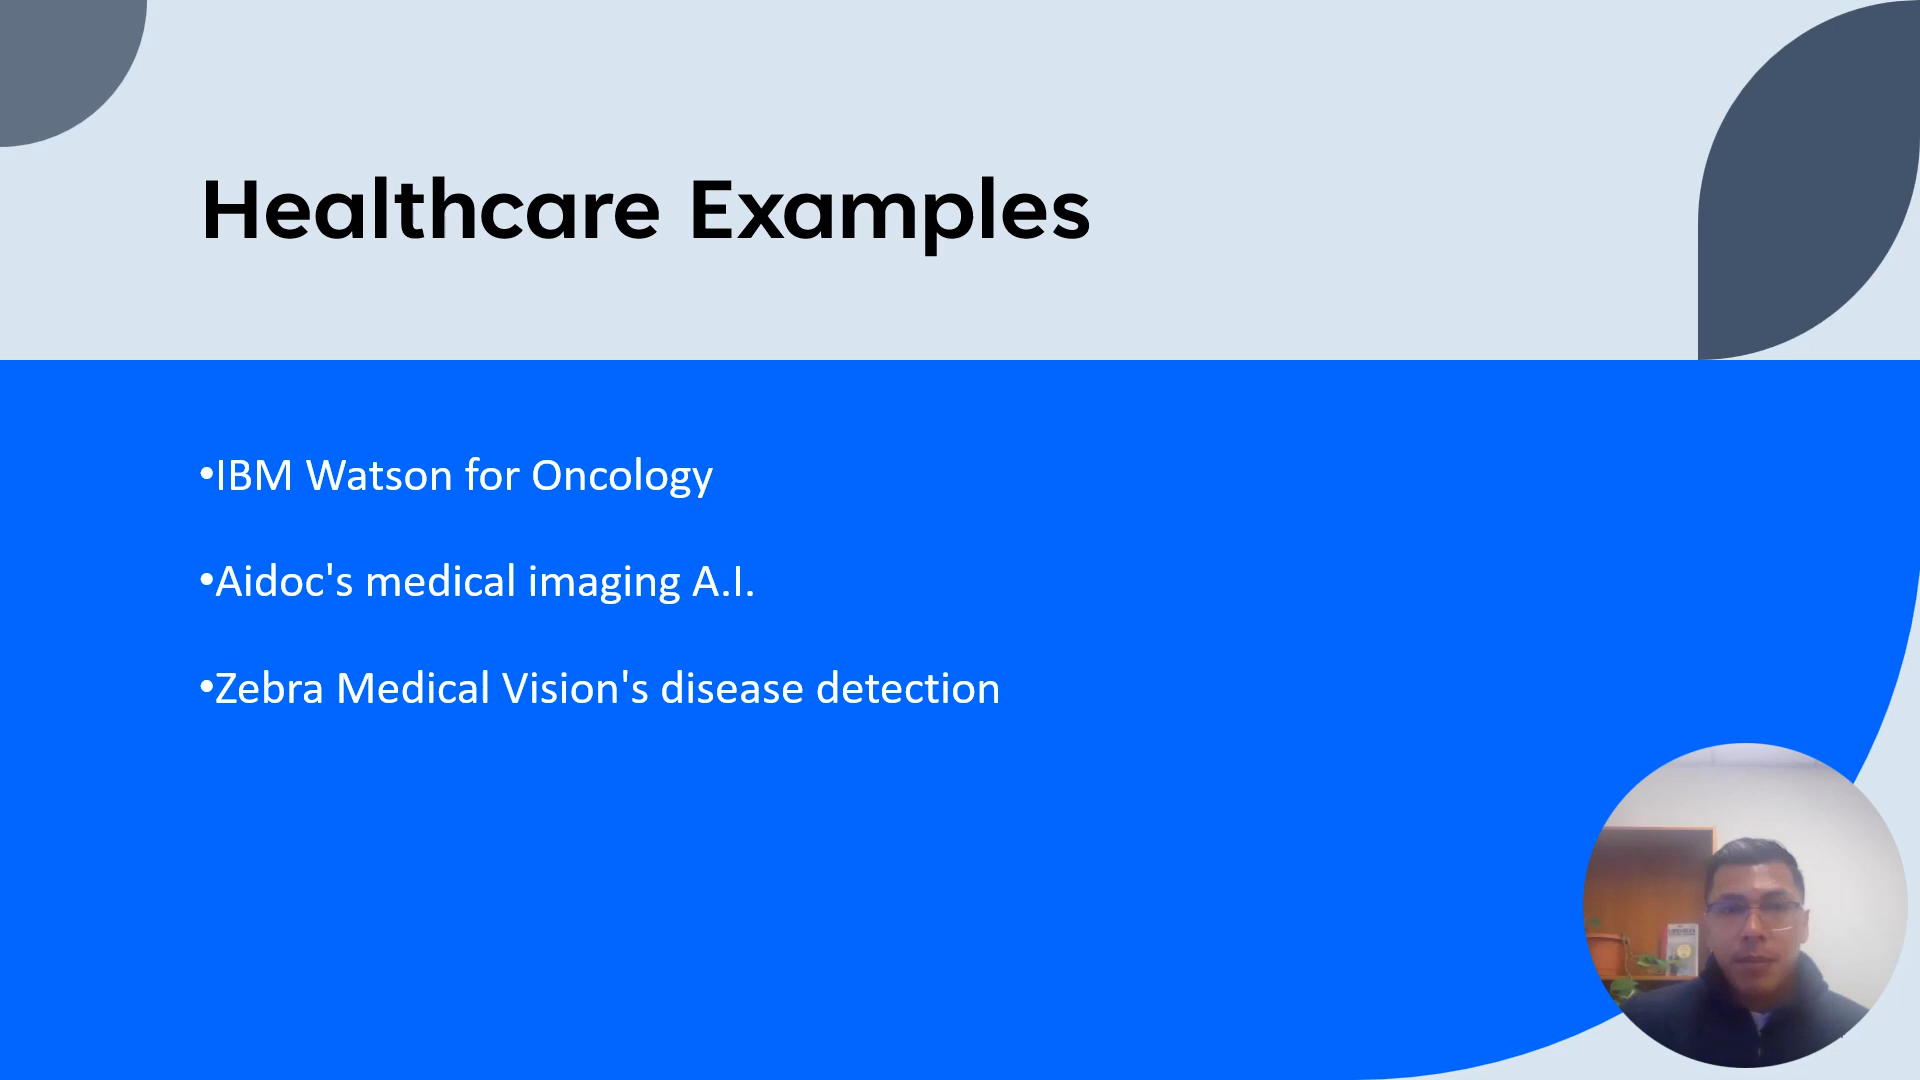 Healthcare Examples
•IBM Watson for Oncology
•Aidoc's medical imaging A.I.
•Zebra Medical Vision's disease detection